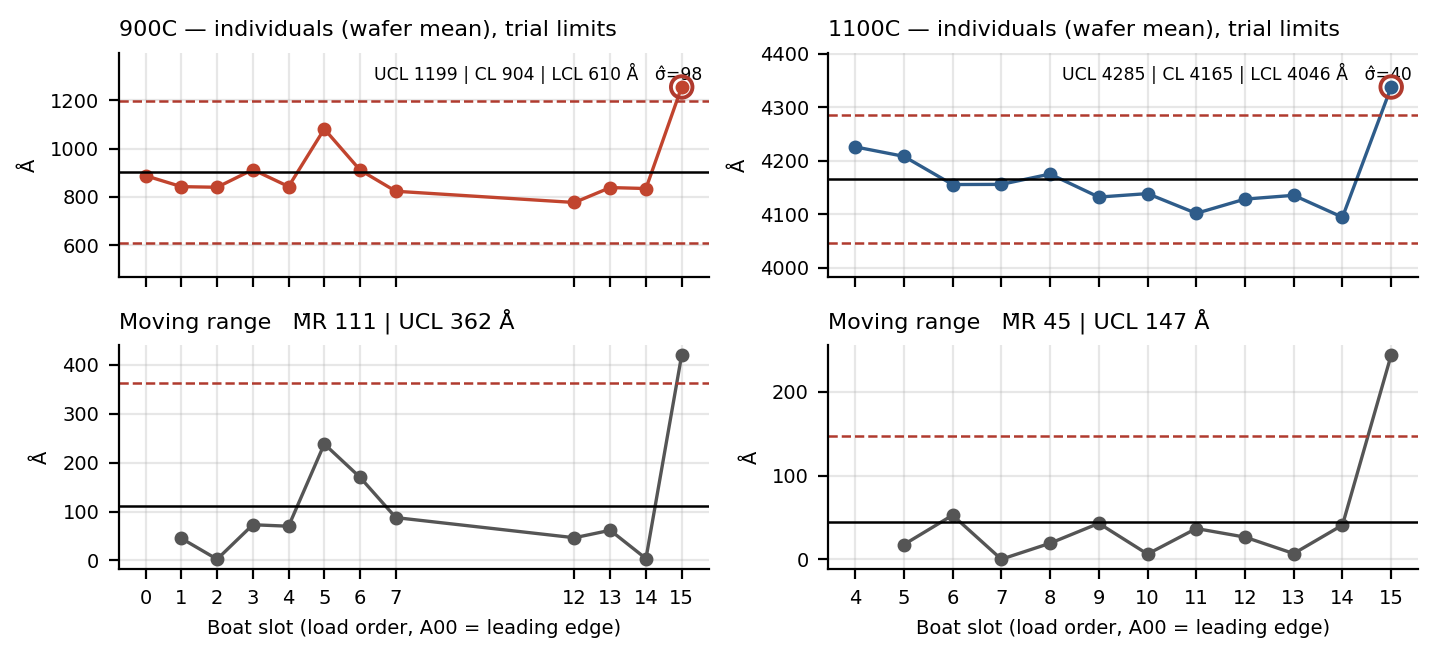 900C — individuals (wafer mean), trial limits
UCL 1199 | CL 904 | LCL 610 Å σ̂=98
1200
1000
800
600
Å
1100C — individuals (wafer mean), trial limits
UCL 4285 | CL 4165 | LCL 4046 Å σ̂=40
4400
4300
4200
4100
4000
Å
Moving range M̄R 111 | UCL 362 Å
400
300
200
100
0
Å
0 1 2 3 4 5 6 7 12 13 14 15
Boat slot (load order, A00 = leading edge)
Moving range M̄R 45 | UCL 147 Å
200
100
0
Å
4 5 6 7 8 9 10 11 12 13 14 15
Boat slot (load order, A00 = leading edge)